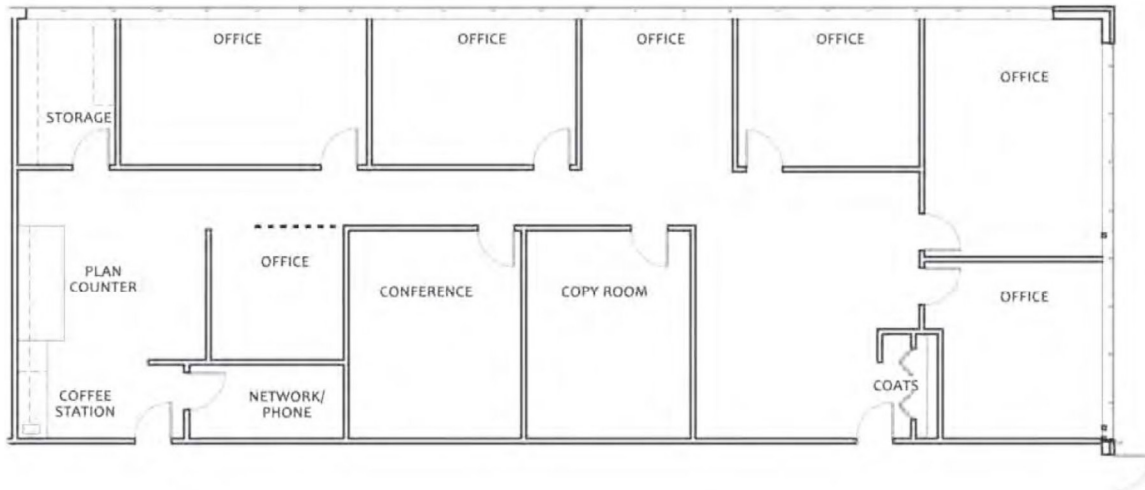 OFFICE
OFFICE
OFFICE
OFFICE
OFFICE
STORAGE
OFFICE
PLAN
COUNTER
CONFERENCE
COPY ROOM
OFFICE
COATS
COFFEE
STATION
NETWORK/
PHONE